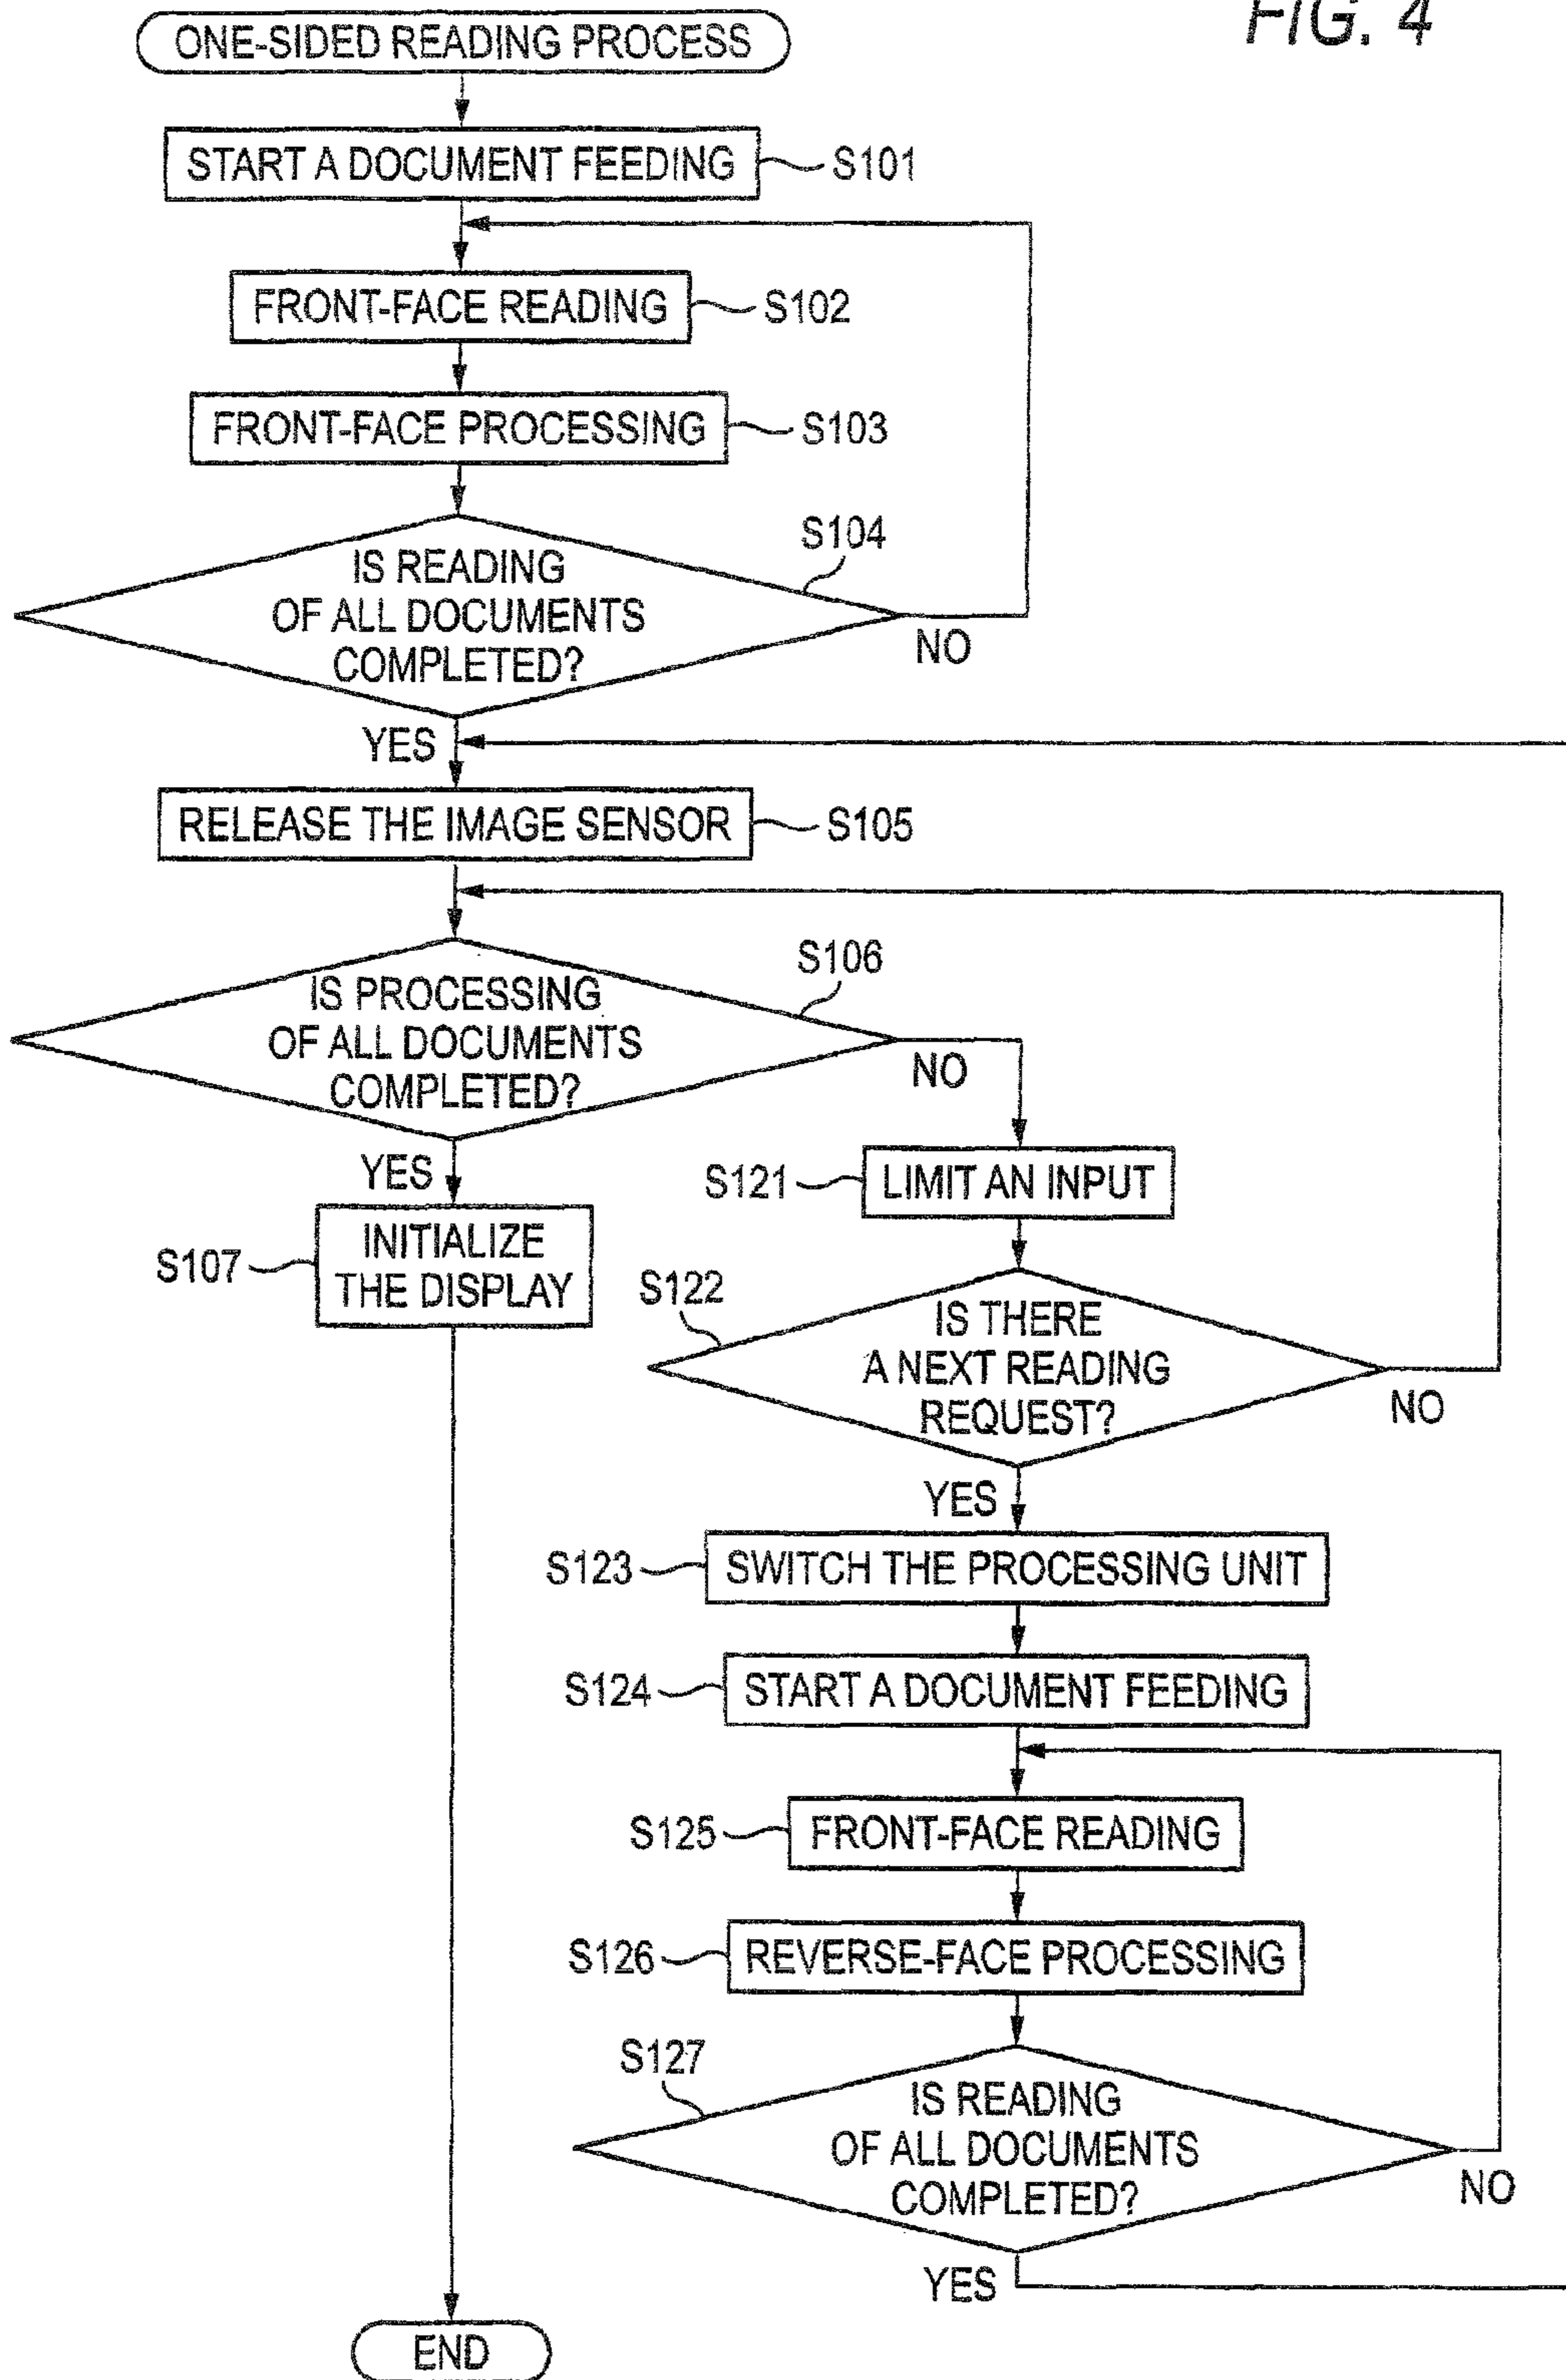 FIG. 4
ONE-SIDED READING PROCESS
START A DOCUMENT FEEDING
S101
FRONT-FACE READING
S102
FRONT-FACE PROCESSING
S103
S104
IS READING
OF ALL DOCUMENTS
COMPLETED?
NO
YES
RELEASE THE IMAGE SENSOR
S105
S106
IS PROCESSING
OF ALL DOCUMENTS
COMPLETED?
NO
YES
S121
LIMIT AN INPUT
S107
INITIALIZE
THE DISPLAY
S122
IS THERE
A NEXT READING
REQUEST?
NO
YES
S123
SWITCH THE PROCESSING UNIT
S124
START A DOCUMENT FEEDING
S125
FRONT-FACE READING
S126
REVERSE-FACE PROCESSING
S127
IS READING
OF ALL DOCUMENTS
COMPLETED?
NO
YES
END